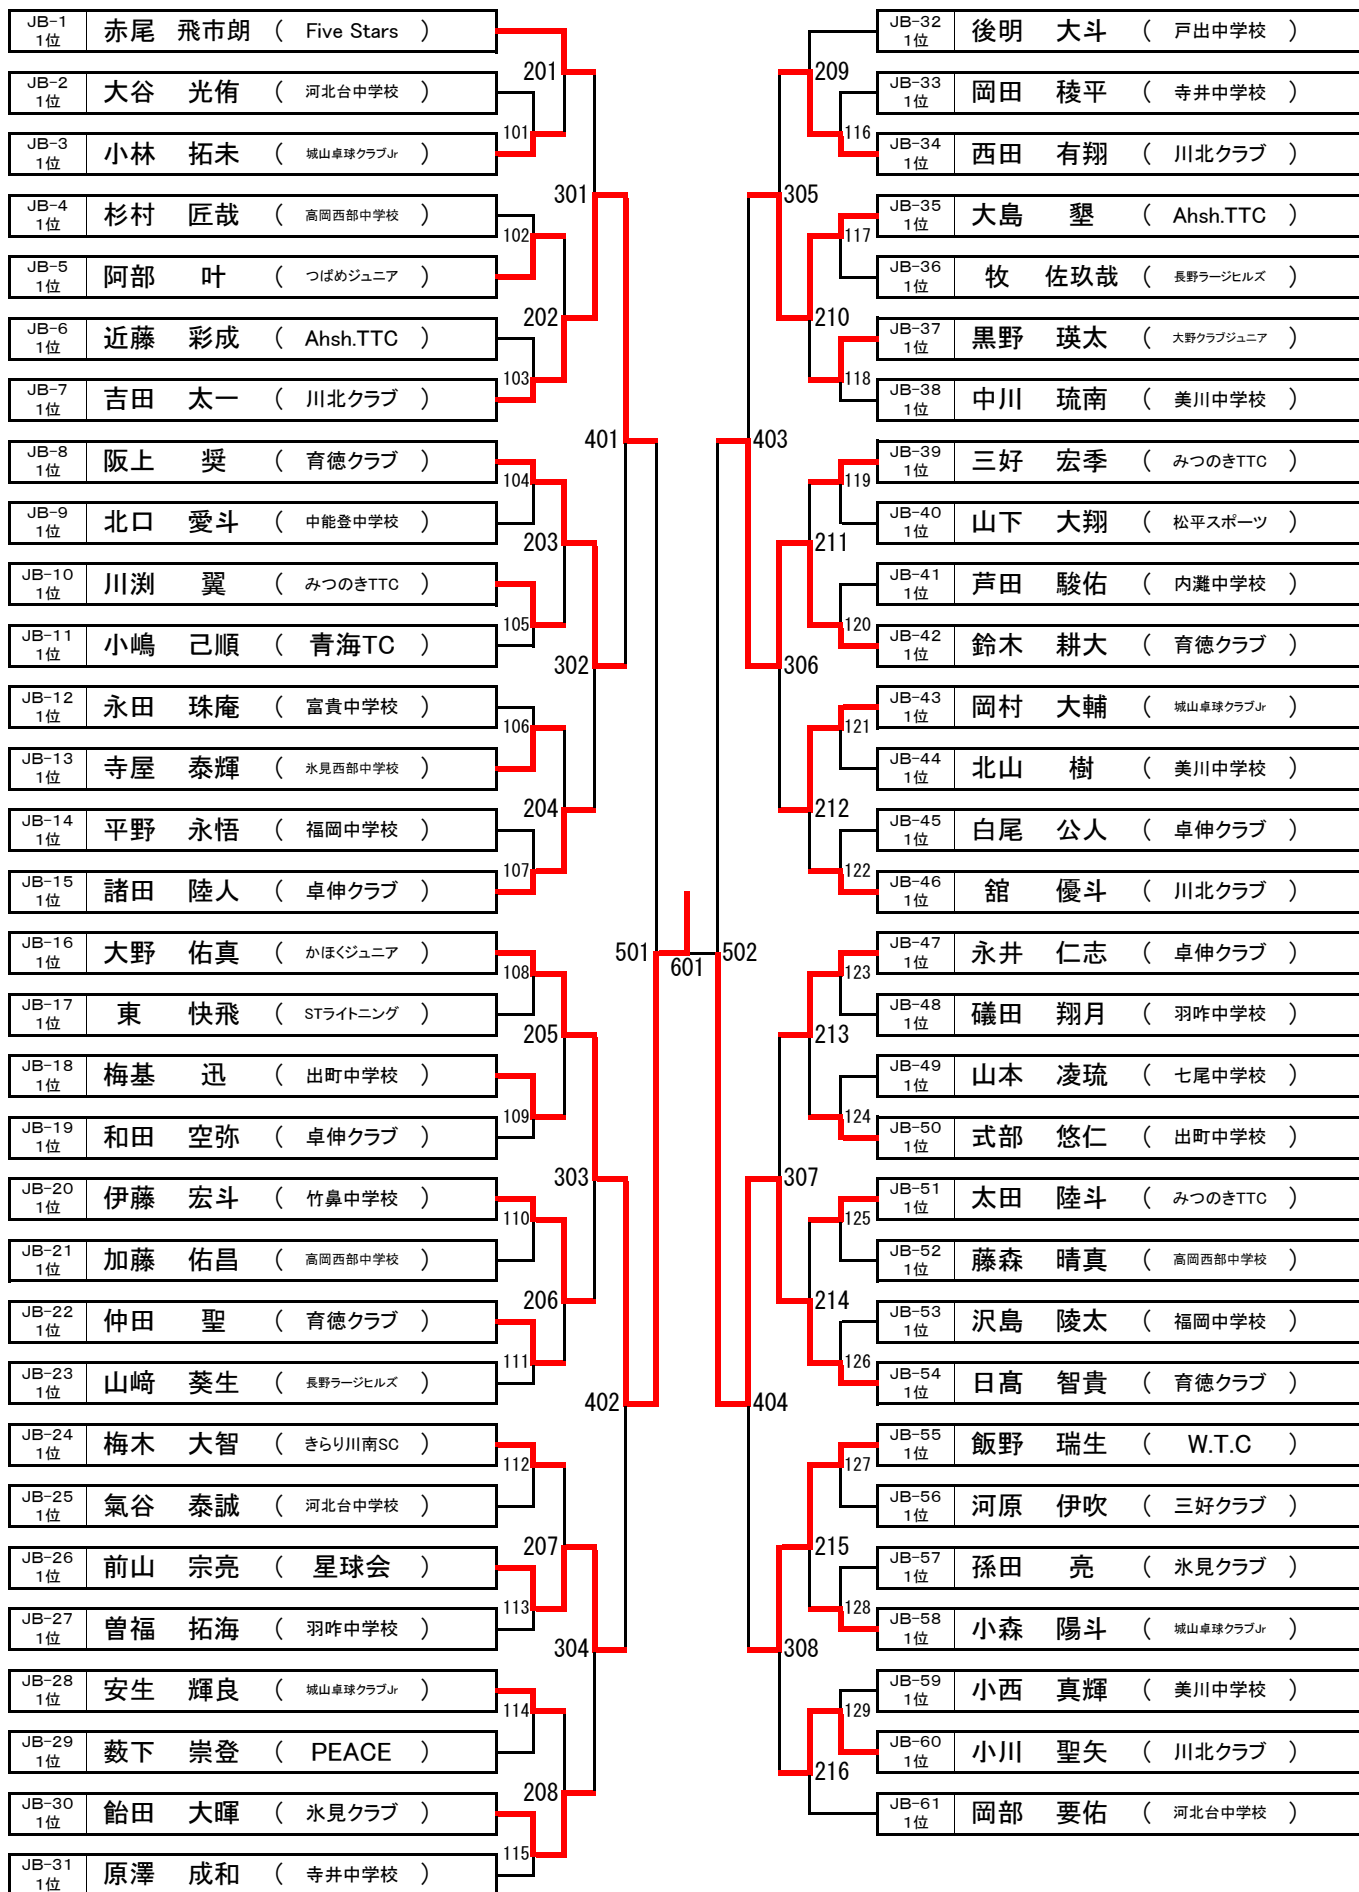 JB-1 1位 赤尾 飛市朗 ( Five Stars )
JB-2 1位 大谷 光侑 ( 河北台中学校 )
JB-3 1位 小林 拓未 ( 城山卓球クラブJr )
JB-4 1位 杉村 匠哉 ( 高岡西部中学校 )
JB-5 1位 阿部 叶 ( つばめジュニア )
JB-6 1位 近藤 彩成 ( Ahsh.TTC )
JB-7 1位 吉田 太一 ( 川北クラブ )
JB-8 1位 阪上 奨 ( 育徳クラブ )
JB-9 1位 北口 愛斗 ( 中能登中学校 )
JB-10 1位 川渕 翼 ( みつのきTTC )
JB-11 1位 小嶋 己順 ( 青海TC )
JB-12 1位 永田 珠庵 ( 富貴中学校 )
JB-13 1位 寺屋 泰輝 ( 氷見西部中学校 )
JB-14 1位 平野 永悟 ( 福岡中学校 )
JB-15 1位 諸田 陸人 ( 卓伸クラブ )
JB-16 1位 大野 佑真 ( かほくジュニア )
JB-17 1位 東 快飛 ( STライトニング )
JB-18 1位 梅基 迅 ( 出町中学校 )
JB-19 1位 和田 空弥 ( 卓伸クラブ )
JB-20 1位 伊藤 宏斗 ( 竹鼻中学校 )
JB-21 1位 加藤 佑昌 ( 高岡西部中学校 )
JB-22 1位 仲田 聖 ( 育徳クラブ )
JB-23 1位 山﨑 葵生 ( 長野ラージヒルズ )
JB-24 1位 梅木 大智 ( きらり川南SC )
JB-25 1位 氣谷 泰誠 ( 河北台中学校 )
JB-26 1位 前山 宗亮 ( 星球会 )
JB-27 1位 曽福 拓海 ( 羽咋中学校 )
JB-28 1位 安生 輝良 ( 城山卓球クラブJr )
JB-29 1位 薮下 崇登 ( PEACE )
JB-30 1位 飴田 大暉 ( 氷見クラブ )
JB-31 1位 原澤 成和 ( 寺井中学校 )
101
102
103
104
105
106
107
108
109
110
111
112
113
114
115
201
202
203
204
205
206
207
208
301
302
303
304
401
402
501
601
502
403
404
305
306
307
308
209
210
211
212
213
214
215
216
116
117
118
119
120
121
122
123
124
125
126
127
128
129
JB-32 1位 後明 大斗 ( 戸出中学校 )
JB-33 1位 岡田 稜平 ( 寺井中学校 )
JB-34 1位 西田 有翔 ( 川北クラブ )
JB-35 1位 大島 墾 ( Ahsh.TTC )
JB-36 1位 牧 佐玖哉 ( 長野ラージヒルズ )
JB-37 1位 黒野 瑛太 ( 大野クラブジュニア )
JB-38 1位 中川 琉南 ( 美川中学校 )
JB-39 1位 三好 宏季 ( みつのきTTC )
JB-40 1位 山下 大翔 ( 松平スポーツ )
JB-41 1位 芦田 駿佑 ( 内灘中学校 )
JB-42 1位 鈴木 耕大 ( 育徳クラブ )
JB-43 1位 岡村 大輔 ( 城山卓球クラブJr )
JB-44 1位 北山 樹 ( 美川中学校 )
JB-45 1位 白尾 公人 ( 卓伸クラブ )
JB-46 1位 舘 優斗 ( 川北クラブ )
JB-47 1位 永井 仁志 ( 卓伸クラブ )
JB-48 1位 礒田 翔月 ( 羽咋中学校 )
JB-49 1位 山本 凌琉 ( 七尾中学校 )
JB-50 1位 式部 悠仁 ( 出町中学校 )
JB-51 1位 太田 陸斗 ( みつのきTTC )
JB-52 1位 藤森 晴真 ( 高岡西部中学校 )
JB-53 1位 沢島 陵太 ( 福岡中学校 )
JB-54 1位 日髙 智貴 ( 育徳クラブ )
JB-55 1位 飯野 瑞生 ( W.T.C )
JB-56 1位 河原 伊吹 ( 三好クラブ )
JB-57 1位 孫田 亮 ( 氷見クラブ )
JB-58 1位 小森 陽斗 ( 城山卓球クラブJr )
JB-59 1位 小西 真輝 ( 美川中学校 )
JB-60 1位 小川 聖矢 ( 川北クラブ )
JB-61 1位 岡部 要佑 ( 河北台中学校 )